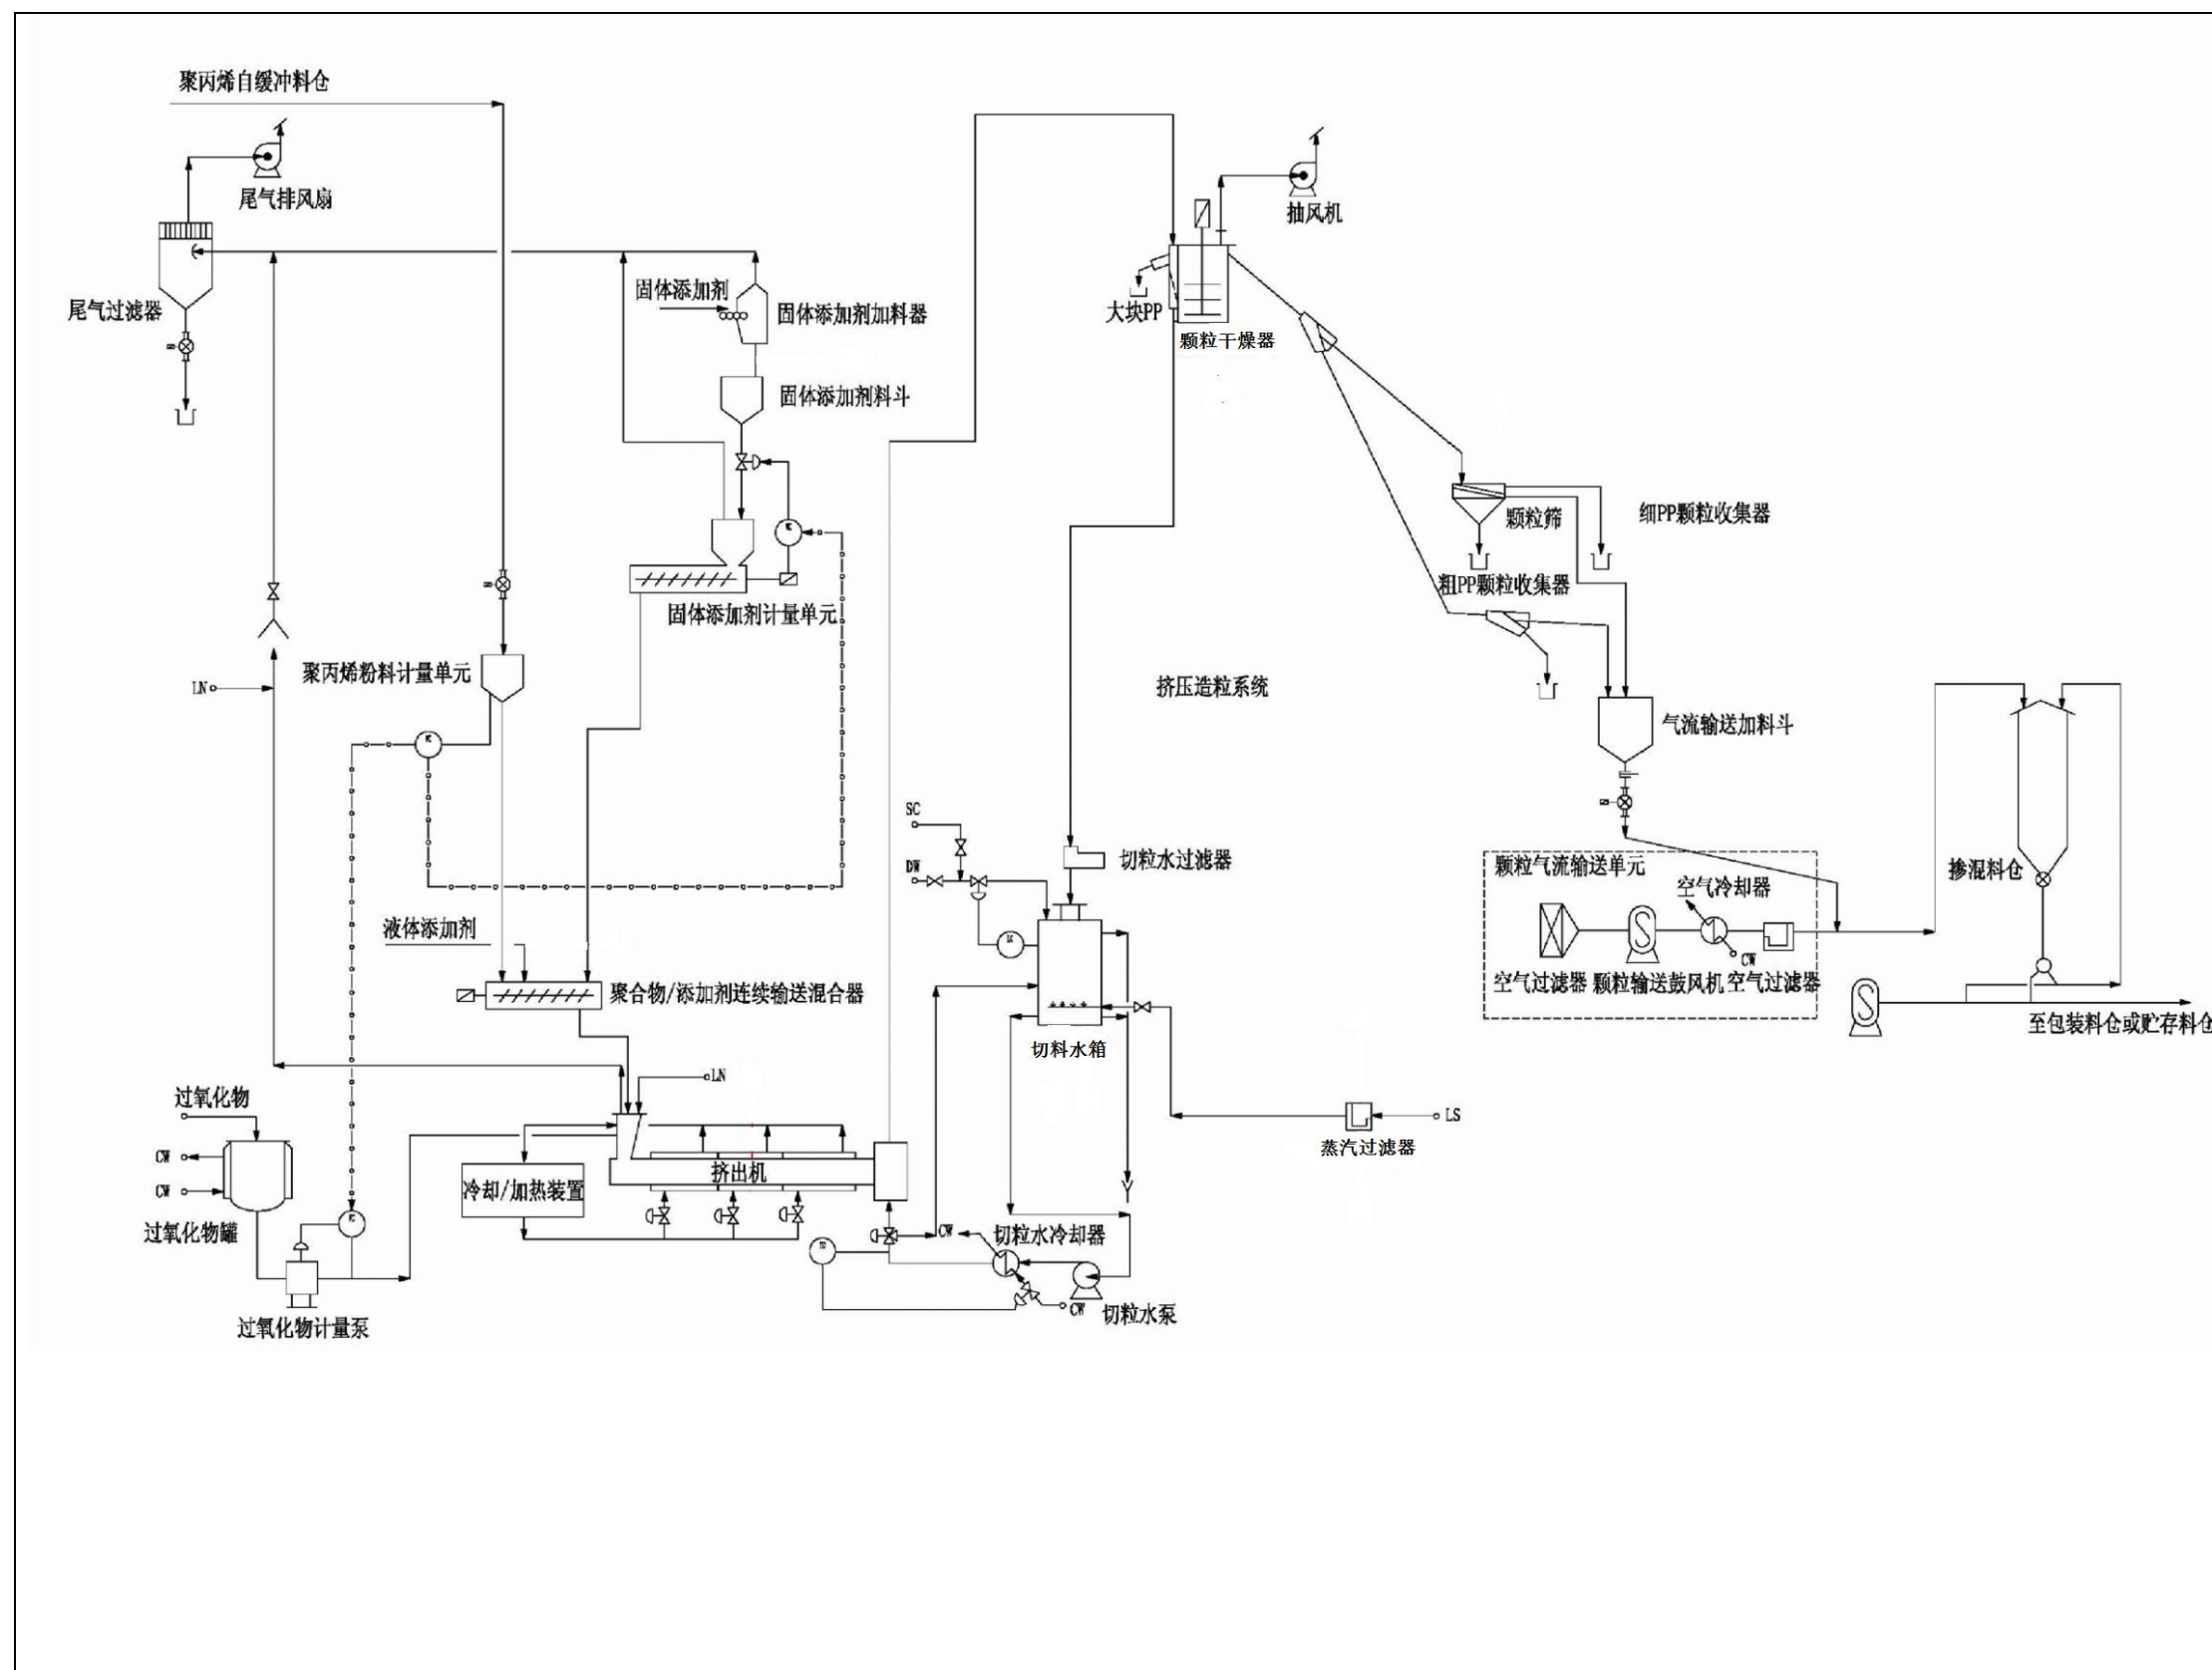 聚丙烯自缓冲料仓
尾气排风扇
抽风机
尾气过滤器
固体添加剂
固体添加剂加料器
大块PP
颗粒干燥器
固体添加剂料斗
颗粒筛
细PP颗粒收集器
粗PP颗粒收集器
固体添加剂计量单元
聚丙烯粉料计量单元
LN
挤压造粒系统
气流输送加料斗
SC
DW
切粒水过滤器
颗粒气流输送单元
掺混料仓
空气冷却器
液体添加剂
CW
空气过滤器
颗粒输送鼓风机
空气过滤器
聚合物/添加剂连续输送混合器
至包装料仓或贮存料仓
切料水箱
LN
过氧化物
LS
蒸汽过滤器
CW
挤出机
冷却/加热装置
CW
过氧化物罐
CW
切粒水冷却器
CW
切粒水泵
过氧化物计量泵